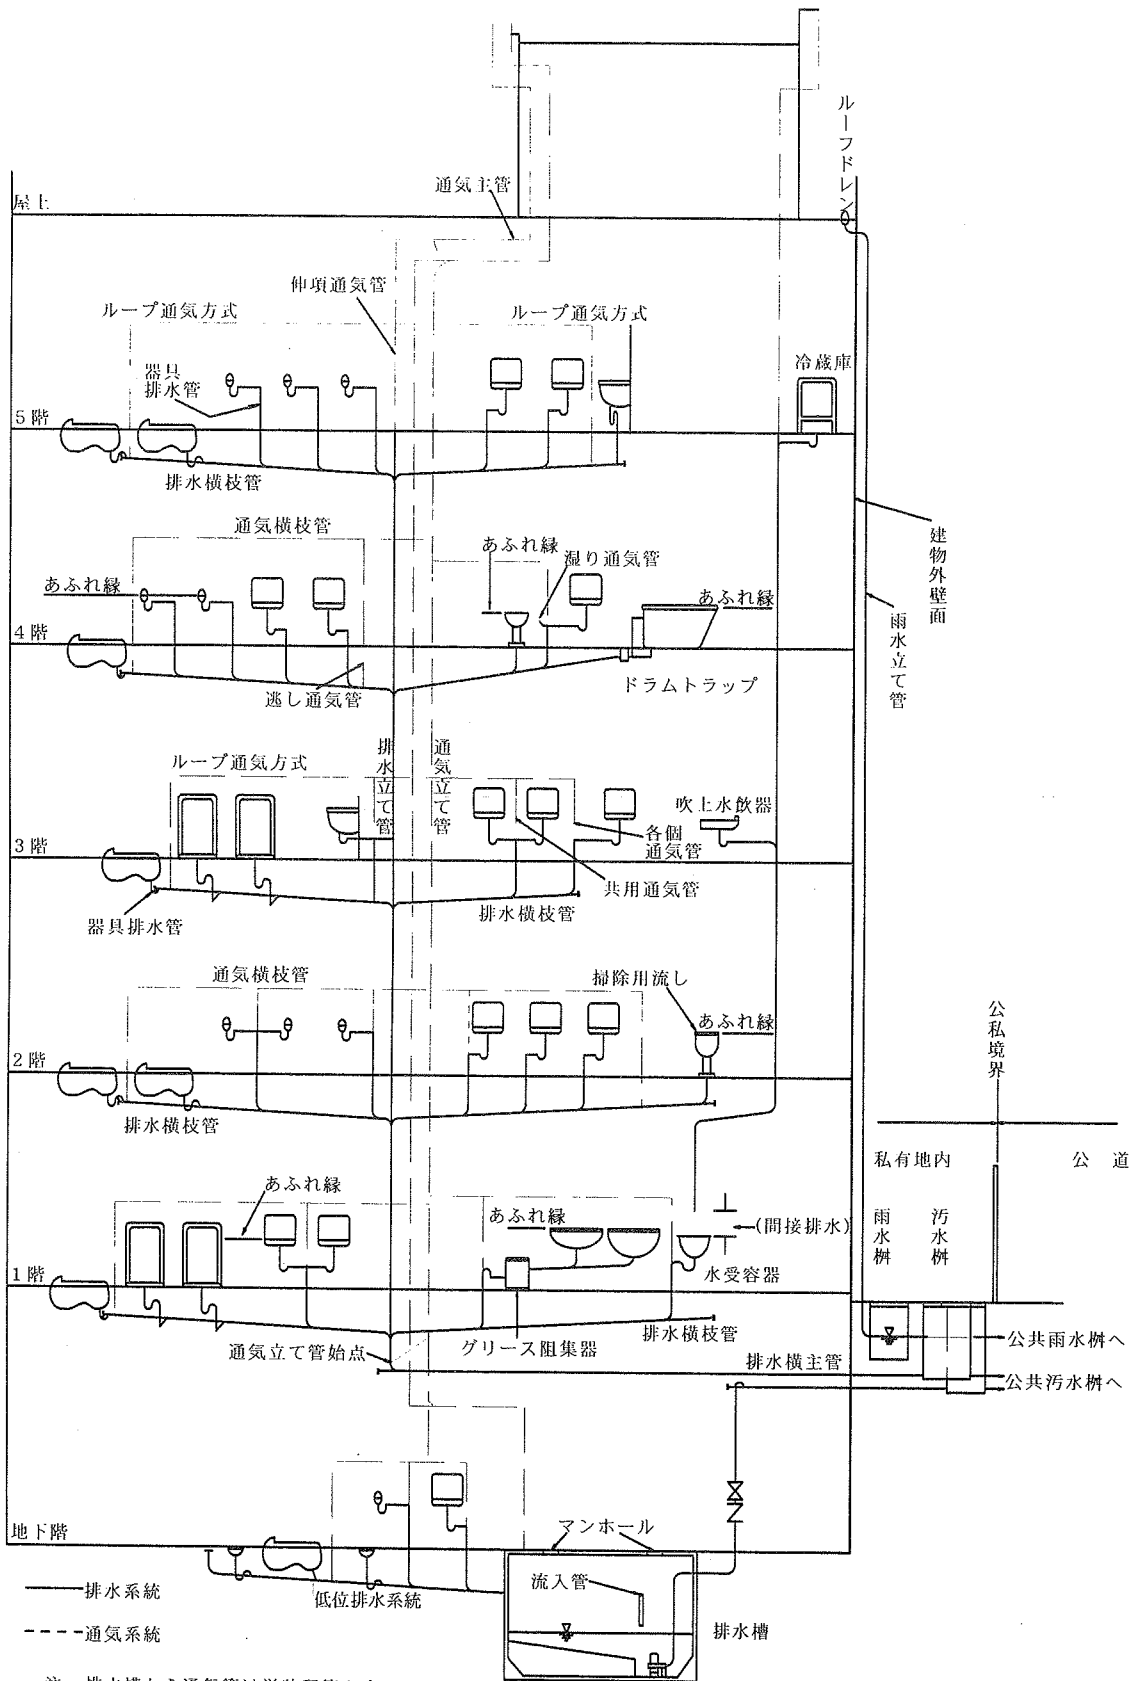 ルーフドレン
通気主管
屋上
伸項通気管
ループ通気方式
ループ通気方式
冷蔵庫
器具
排水管
5階
排水横枝管
通気横枝管
あふれ縁
湿り通気管
あふれ縁
あふれ縁
建物外壁面
雨水立て管
4階
逃し通気管
ドラムトラップ
排水立て管
通気立て管
ループ通気方式
吹上水飲器
各個
通気管
3階
共用通気管
器具排水管
排水横枝管
通気横枝管
掃除用流し
あふれ縁
公私境界
2階
排水横枝管
私有地内
公道
あふれ縁
あふれ縁
(間接排水)
雨水桝
汚水桝
1階
水受容器
排水横枝管
通気立て管始点
グリース阻集器
排水横主管
公共雨水桝へ
公共汚水桝へ
地下階
マンホール
流入管
低位排水系統
排水槽
排水系統
通気系統